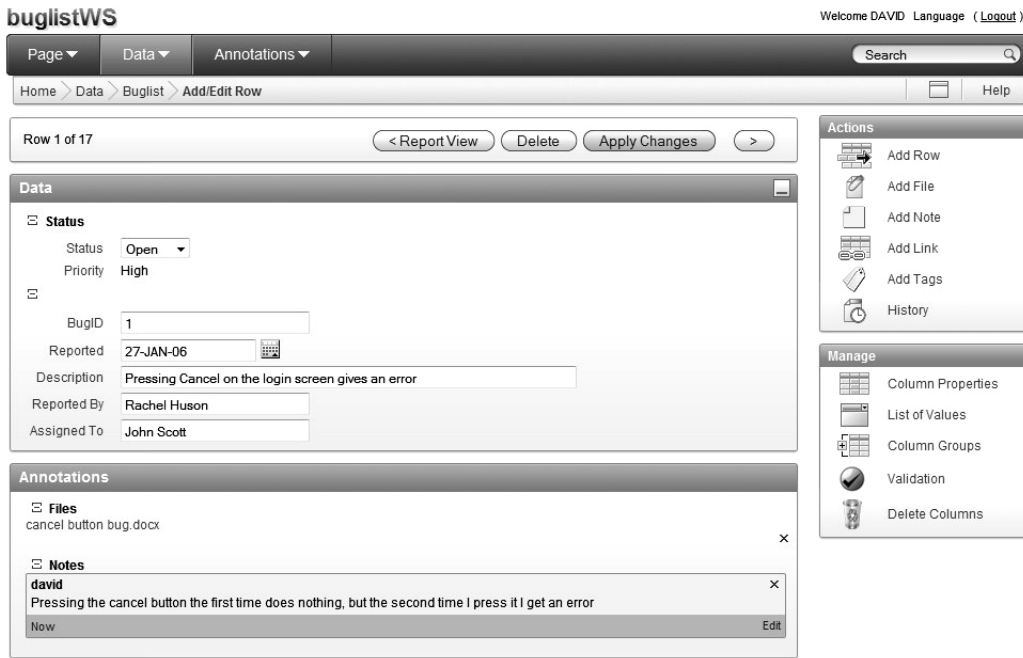 buglistWS
Welcome DAVID Language ( Logout )
Page Data Annotations
Search
Home Data Buglist Add/Edit Row
Help
Row 1 of 17
< Report View Delete Apply Changes >
Data
Status
Status Open
Priority High
BugID 1
Reported 27-JAN-06
Description Pressing Cancel on the login screen gives an error
Reported By Rachel Huson
Assigned To John Scott
Annotations
Files
cancel button bug.docx
Notes
david
Pressing the cancel button the first time does nothing, but the second time I press it I get an error
Now Edit
Actions
Add Row
Add File
Add Note
Add Link
Add Tags
History
Manage
Column Properties
List of Values
Column Groups
Validation
Delete Columns